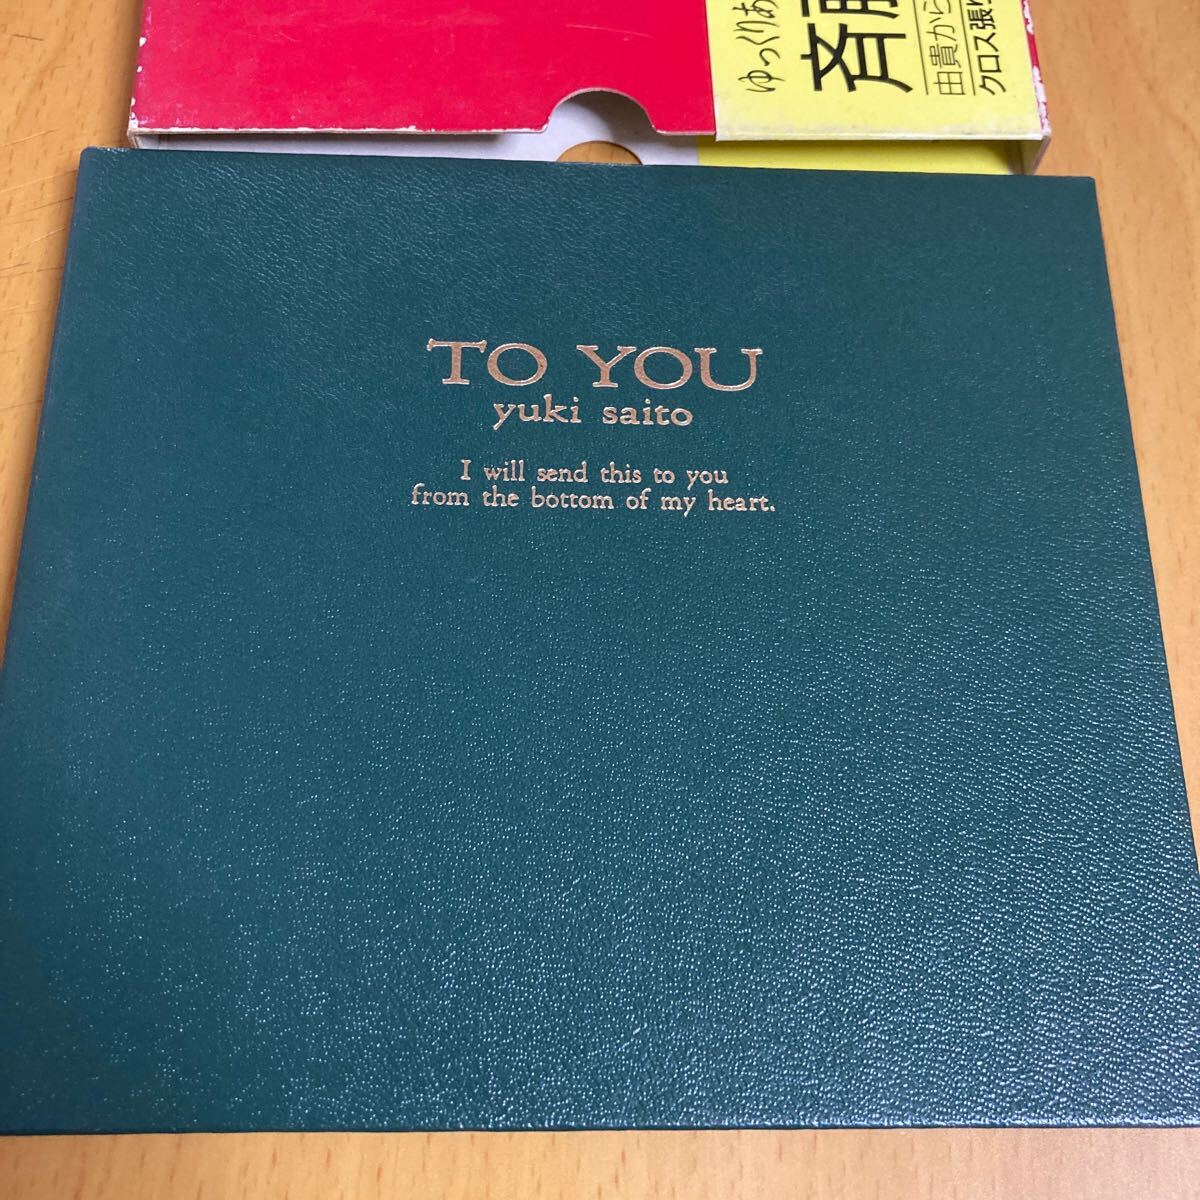 ゆっくりあ
斉
由貴から
クロス張り
TO YOU
yuki saito
I will send this to you
from the bottom of my heart.